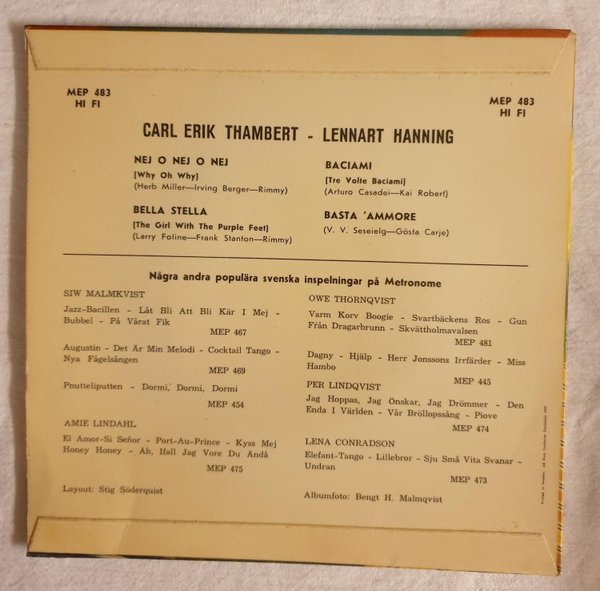 MEP 483
HI FI
MEP 483
HI FI
CARL ERIK THAMBERT - LENNART HANNING
NEJ O NEJ O NEJ
(Why Oh Why)
(Herb Miller—Irving Berger—Rimmy)
BELLA STELLA
(The Girl With The Purple Feet)
(Larry Foline—Frank Stanton—Rimmy)
BACIAMI
(Tre Volte Baciami)
(Arturo Casadei—Kai Robert)
BASTA 'AMMORE
(V. V. Seseielg—Gösta Carje)
Några andra populära svenska inspelningar på Metronome
SIW MALMKVIST
Jazz-Bacillen - Låt Bli Att Bli Kär I Mej -
Bubbel - På Vårat Fik
MEP 467
Augustin - Det Är Min Melodi - Cocktail Tango -
Nya Fågelsången
MEP 469
Pnutteliputten - Dormi, Dormi, Dormi
MEP 454
AMIE LINDAHL
El Amor-Si Señor - Port-Au-Prince - Kyss Mej
Honey Honey - Åh, Ifall Jag Vore Du Ändå
MEP 475
Layout: Stig Söderquist
OWE THORNQVIST
Varm Korv Boogie - Svartbäckens Ros - Gun
Från Dragarbrunn - Skvättholmavalsen
MEP 481
Dagny - Hjälp - Herr Jonssons Irrfärder - Miss
Hambo
MEP 445
PER LINDQVIST
Jag Hoppas, Jag Önskar, Jag Drömmer - Den
Enda I Världen - Vår Bröllopssång - Piove
MEP 474
LENA CONRADSON
Elefant-Tango - Lillebror - Sju Små Vita Svanar -
Undran
MEP 473
Albumfoto: Bengt H. Malmqvist